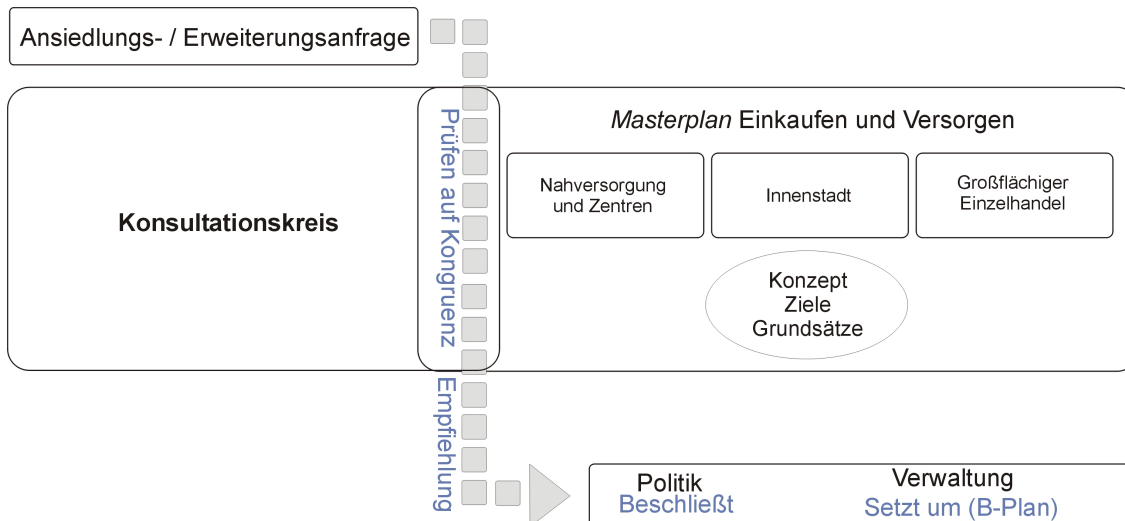 Ansiedlungs- / Erweiterungsanfrage
Konsultationskreis
Prüfen auf Kongruenz
Masterplan Einkaufen und Versorgen
Nahversorgung
und Zentren
Innenstadt
Großflächiger
Einzelhandel
Konzept
Ziele
Grundsätze
Empfiehlung
Politik
Beschließt
Verwaltung
Setzt um (B-Plan)